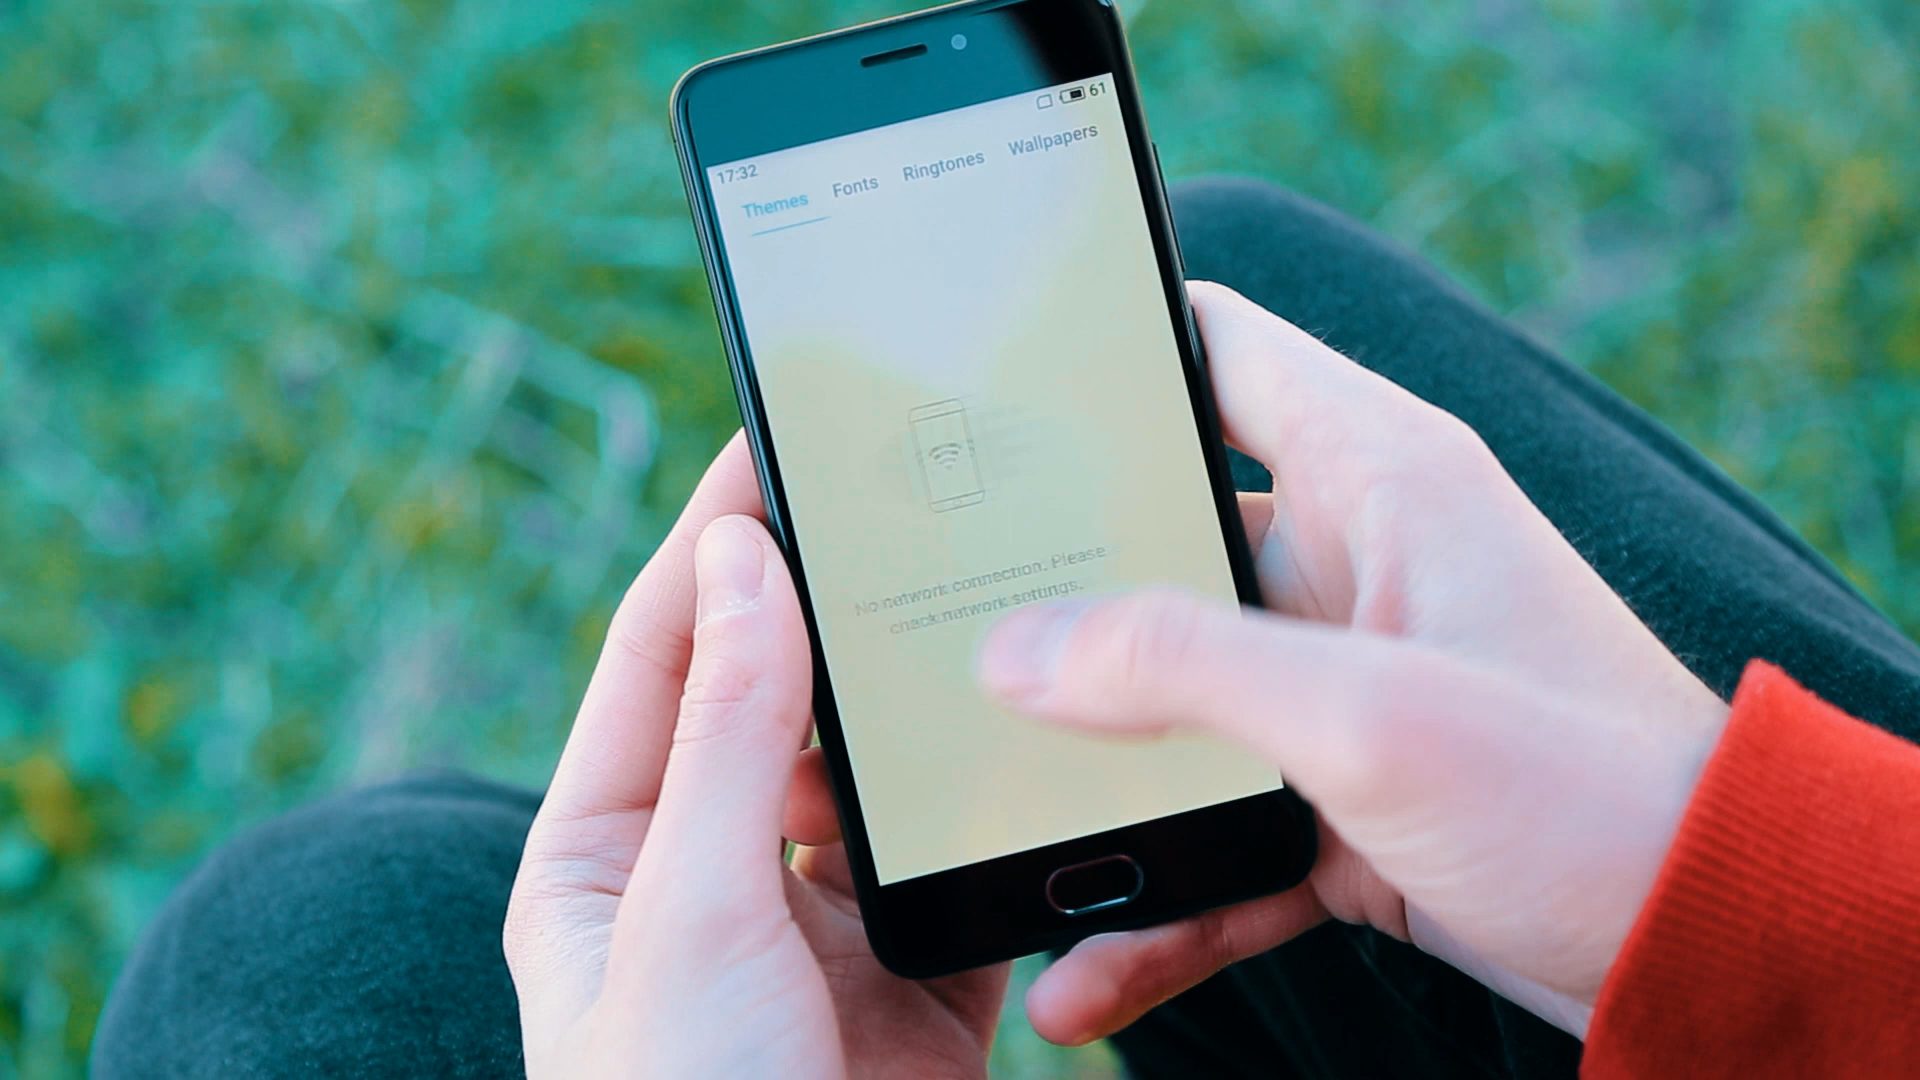 17:32 61
Themes Fonts Ringtones Wallpapers
No network connection. Please
check network settings.